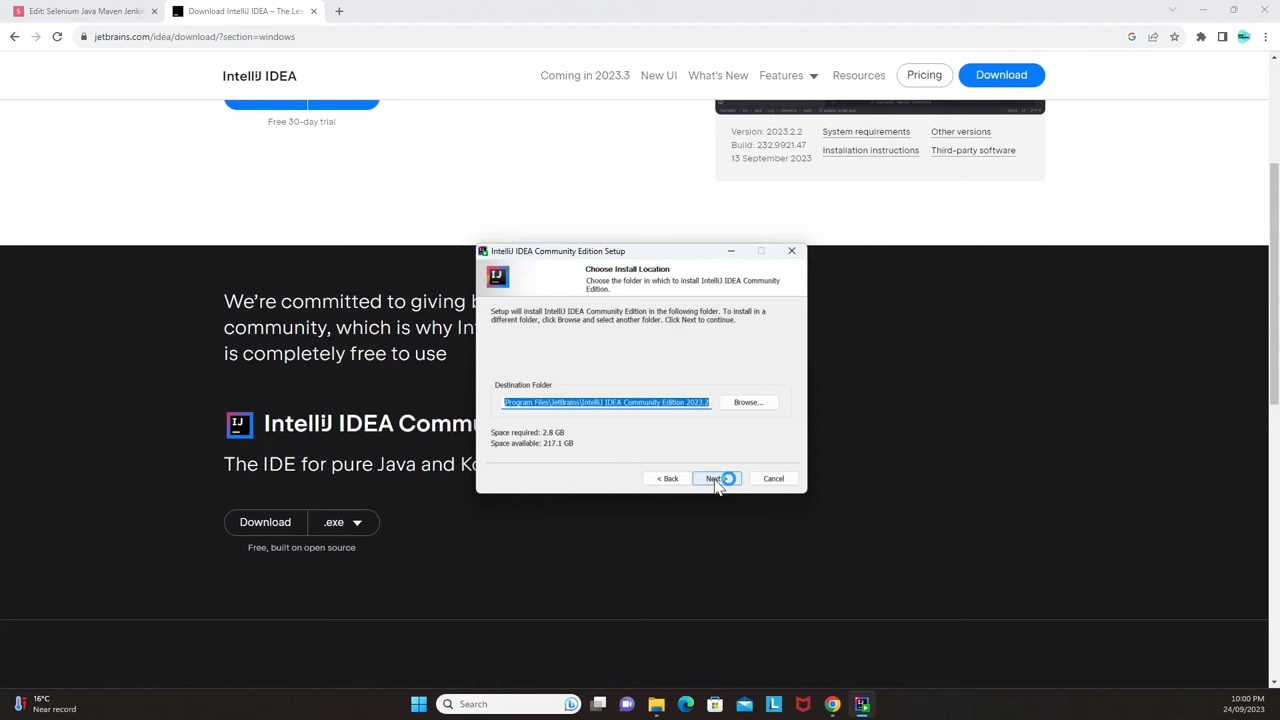 Edit: Selenium Java Maven Jenki
Download IntelliJ IDEA – The Lea
jetbrains.com/idea/download/?section=windows
IntelliJ IDEA
Coming in 2023.3
New UI
What's New
Features
Resources
Pricing
Download
Free 30-day trial
Version: 2023.2.2
System requirements
Other versions
Build: 232.9921.47
Installation instructions
Third-party software
13 September 2023
We're committed to giving b
community, which is why Int
is completely free to use
IntelliJ IDEA Commu
The IDE for pure Java and Ko
Download
.exe
Free, built on open source
IntelliJ IDEA Community Edition Setup
IJ
Choose Install Location
Choose the folder in which to install IntelliJ IDEA Community
Edition.
Setup will install IntelliJ IDEA Community Edition in the following folder. To install in a
different folder, click Browse and select another folder. Click Next to continue.
Destination Folder
Program Files\JetBrains\IntelliJ IDEA Community Edition 2023.2
Browse...
Space required: 2.8 GB
Space available: 217.1 GB
< Back
Next
Cancel
16°C
Near record
Search
10:00 PM
24/09/2023